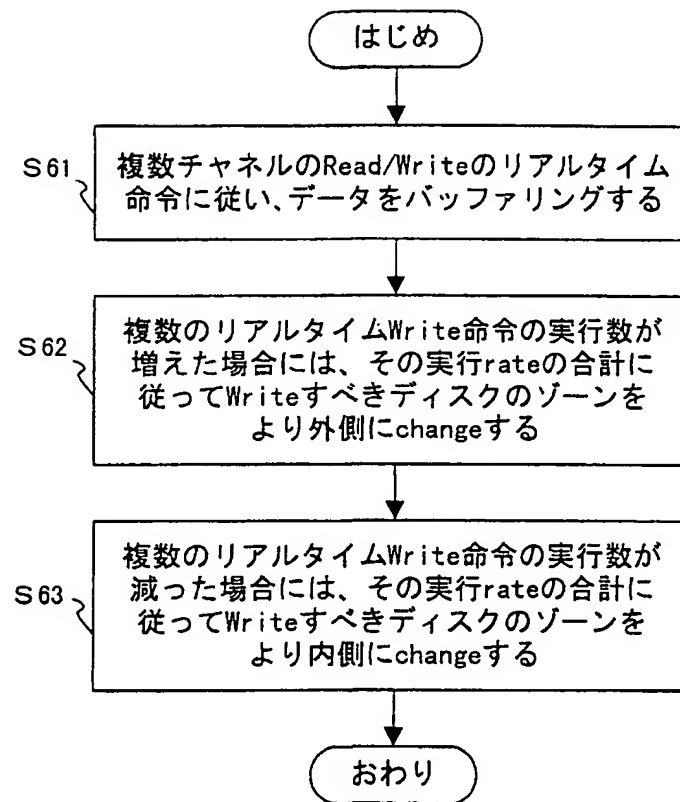 はじめ
S61
複数チャネルのRead/Writeのリアルタイム
命令に従い、データをバッファリングする
S62
複数のリアルタイムWrite命令の実行数が
増えた場合には、その実行rateの合計に
従ってWriteすべきディスクのゾーンを
より外側にchangeする
S63
複数のリアルタイムWrite命令の実行数が
減った場合には、その実行rateの合計に
従ってWriteすべきディスクのゾーンを
より内側にchangeする
おわり